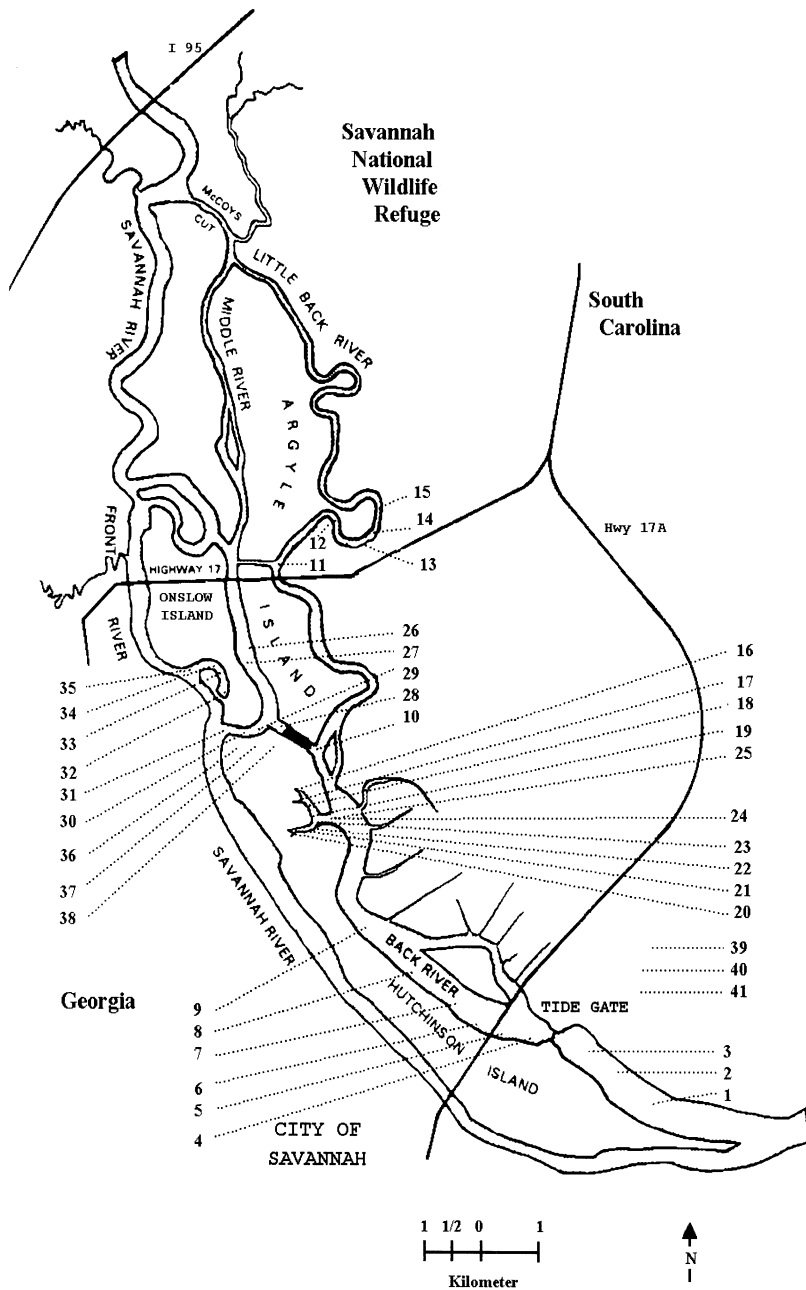 I 95
Savannah
National
Wildlife
Refuge
McCOYS
CUT
SAVANNAH RIVER
LITTLE BACK RIVER
MIDDLE RIVER
South
Carolina
ARGYLE
ISLAND
15
14
13
12
11
Hwy 17A
FRONT
RIVER
HIGHWAY 17
ONSLOW
ISLAND
26
27
29
28
10
16
17
18
19
25
35
34
33
32
31
30
36
37
38
24
23
22
21
20
SAVANNAH RIVER
BACK RIVER
39
40
41
Georgia
TIDE GATE
HUTCHINSON
ISLAND
9
8
7
6
5
4
3
2
1
CITY OF
SAVANNAH
1 1/2 0 1
Kilometer
N